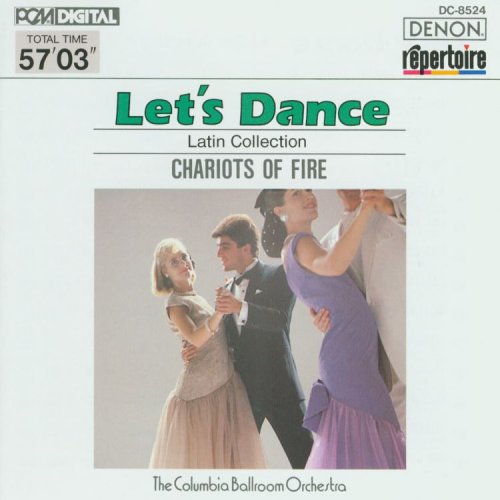 PCM DIGITAL
TOTAL TIME
57'03"
DC-8524
DENON
répertoire
Let's Dance
Latin Collection
CHARIOTS OF FIRE
The Columbia Ballroom Orchestra